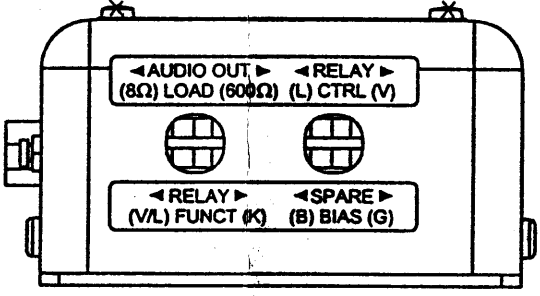 ◄AUDIO OUT► ◄RELAY►
(8Ω) LOAD (600Ω) (L) CTRL (V)
◄RELAY► ◄SPARE►
(V/L) FUNCT (K) (B) BIAS (G)